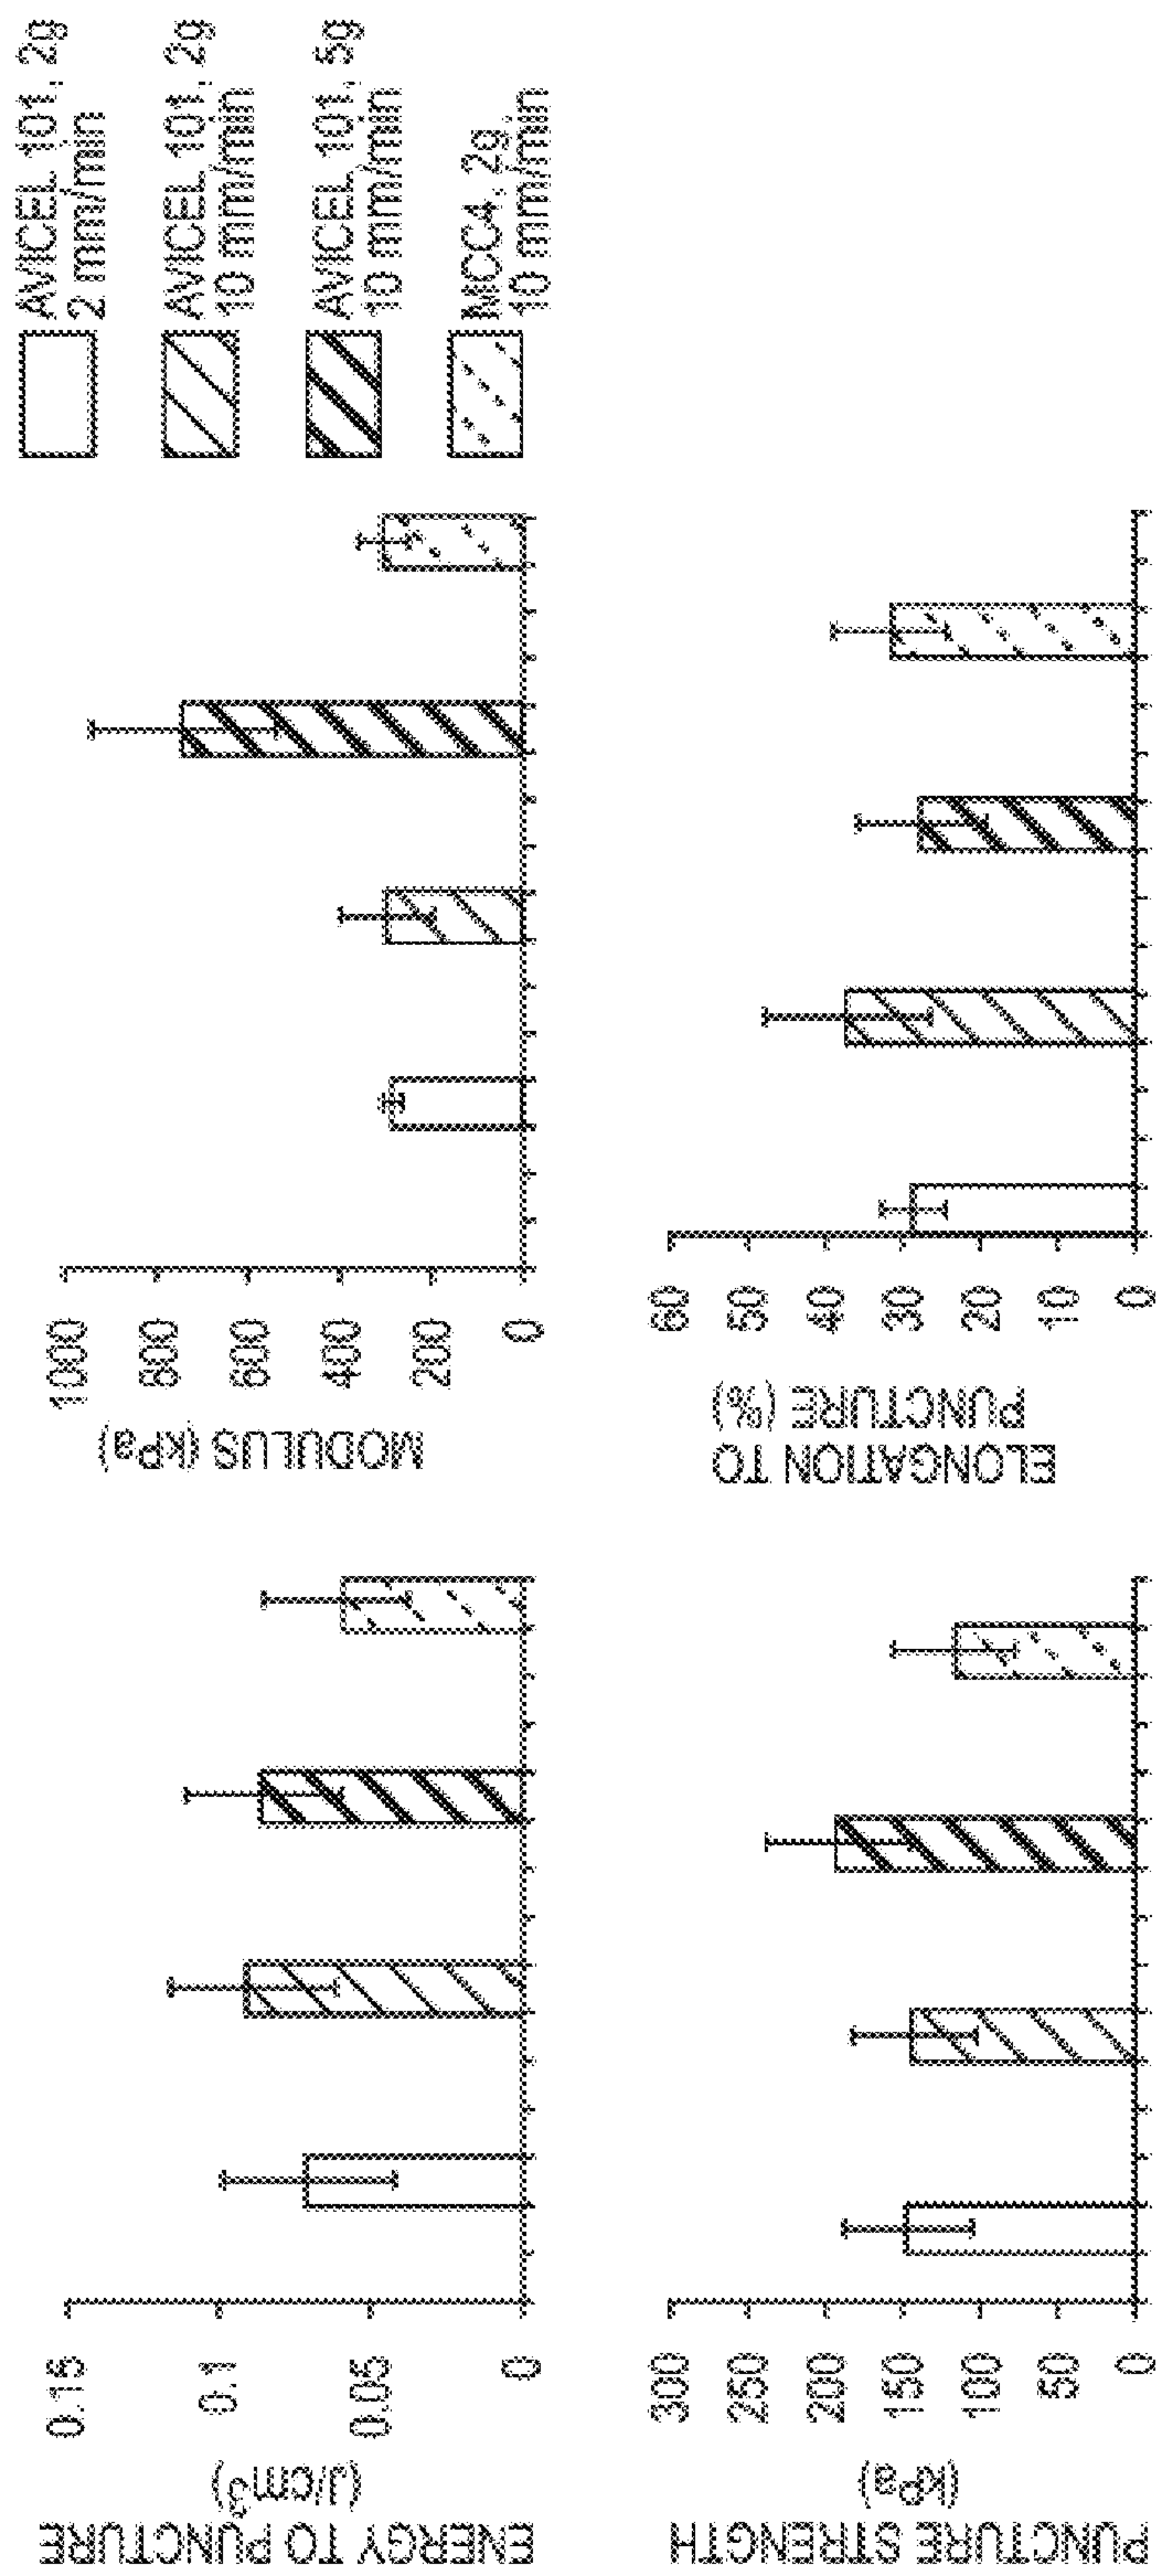 ENERGY TO PUNCTURE
(J/cm³)
0.15
0.1
0.05
0
MODULUS (kPa)
1000
800
600
400
200
0
AVICEL 101, 2g
2 mm/min
AVICEL 101, 2g
10 mm/min
AVICEL 101, 5g
10 mm/min
MCC4, 2g,
10 mm/min
PUNCTURE STRENGTH
(kPa)
300
250
200
150
100
50
0
ELONGATION TO
PUNCTURE (%)
60
50
40
30
20
10
0